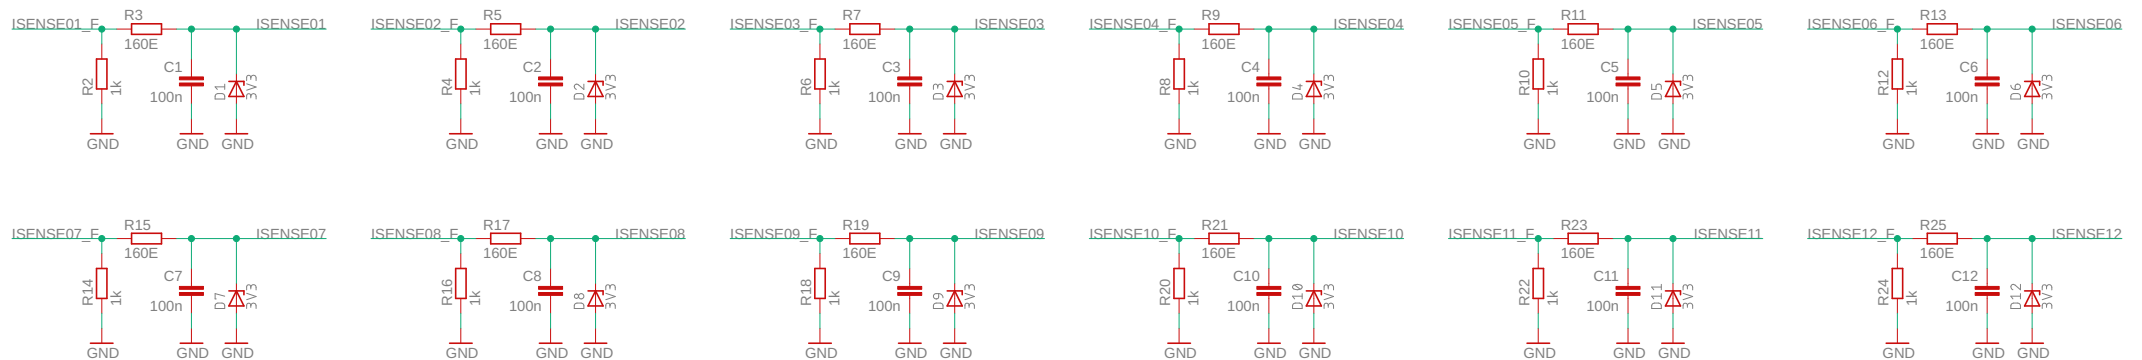 R3 R5 R7 R9 R11 R13
ISENSE01_F ISENSE01 ISENSE02_F ISENSE02 ISENSE03_F ISENSE03 ISENSE04_F ISENSE04 ISENSE05_F ISENSE05 ISENSE06_F ISENSE06
160E 160E 160E 160E 160E 160E
C1 C2 C3 C4 C5 C6
R2 1k D1 3V3 R4 1k D2 3V3 R6 1k D3 3V3 R8 1k D4 3V3 R10 1k D5 3V3 R12 1k D6 3V3
100n 100n 100n 100n 100n 100n
GND GND GND GND GND GND GND GND GND GND GND GND GND GND GND GND GND GND
R15 R17 R19 R21 R23 R25
ISENSE07_F ISENSE07 ISENSE08_F ISENSE08 ISENSE09_F ISENSE09 ISENSE10_F ISENSE10 ISENSE11_F ISENSE11 ISENSE12_F ISENSE12
160E 160E 160E 160E 160E 160E
C7 C8 C9 C10 C11 C12
R14 1k D7 3V3 R16 1k D8 3V3 R18 1k D9 3V3 R20 1k D10 3V3 R22 1k D11 3V3 R24 1k D12 3V3
100n 100n 100n 100n 100n 100n
GND GND GND GND GND GND GND GND GND GND GND GND GND GND GND GND GND GND